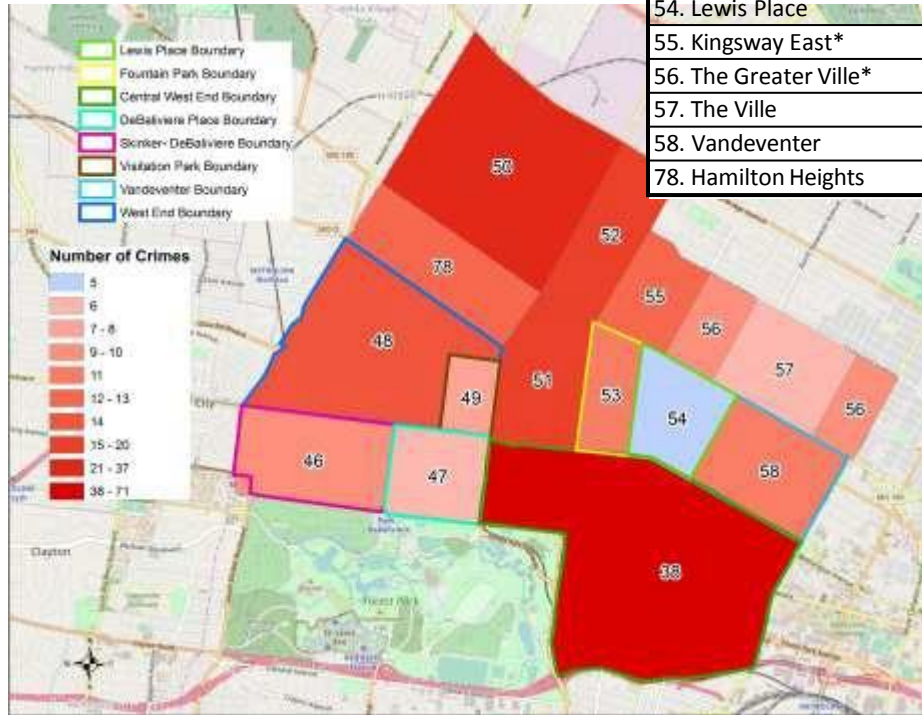 54. Lewis Place
55. Kingsway East*
56. The Greater Ville*
57. The Ville
58. Vandeventer
78. Hamilton Heights
Lewis Place Boundary
Fountain Park Boundary
Central West End Boundary
DeBaliviere Place Boundary
Skinker- DeBaliviere Boundary
Visitation Park Boundary
Vandeventer Boundary
West End Boundary
Number of Crimes
5
6
7 - 8
9 - 10
11
12 - 13
14
15 - 20
21 - 37
38 - 71
50
52
78
55
56
48
57
51
49
53
56
54
46
47
58
38
City
Clayton
Forest Park